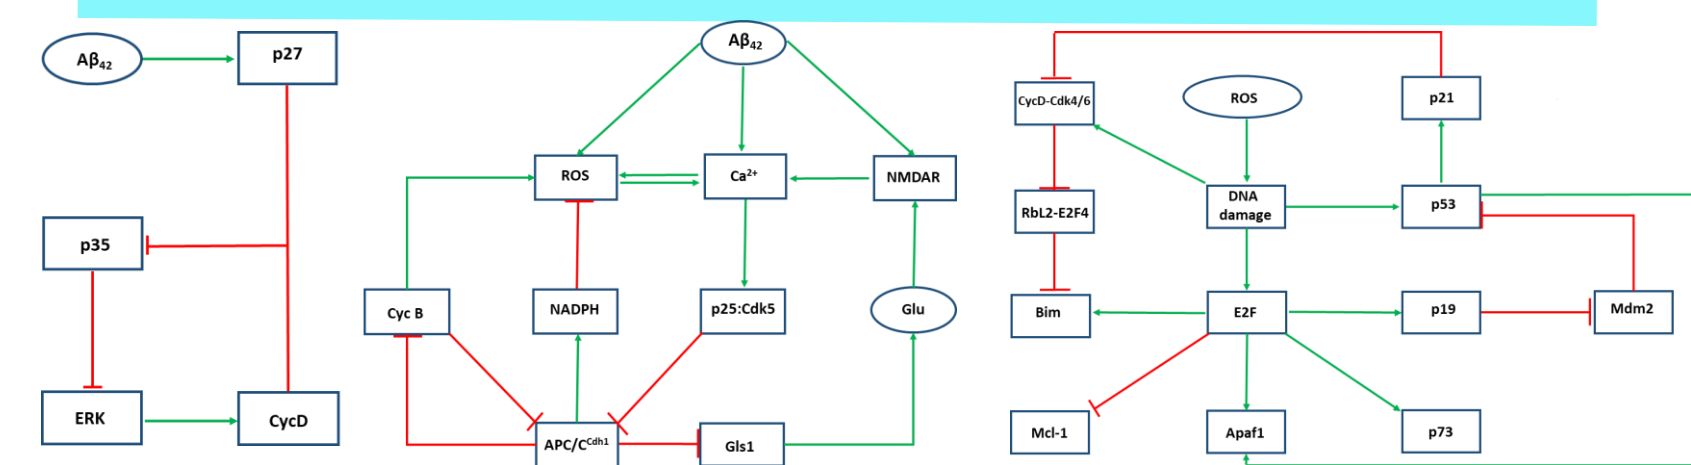 Aβ42
p27
p35
ERK
CycD
Aβ42
ROS
Ca2+
NMDAR
Cyc B
NADPH
p25:Cdk5
Glu
APC/CCdh1
Gls1
CycD-Cdk4/6
ROS
p21
RbL2-E2F4
DNA
damage
p53
Bim
E2F
p19
Mdm2
Mcl-1
Apaf1
p73